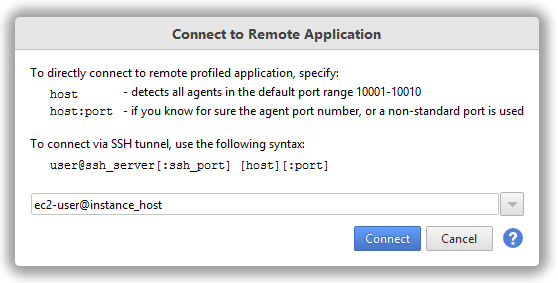 Connect to Remote Application
To directly connect to remote profiled application, specify:
host - detects all agents in the default port range 10001-10010
host:port - if you know for sure the agent port number, or a non-standard port is used
To connect via SSH tunnel, use the following syntax:
user@ssh_server[:ssh_port] [host][:port]
ec2-user@instance_host
Connect Cancel ?